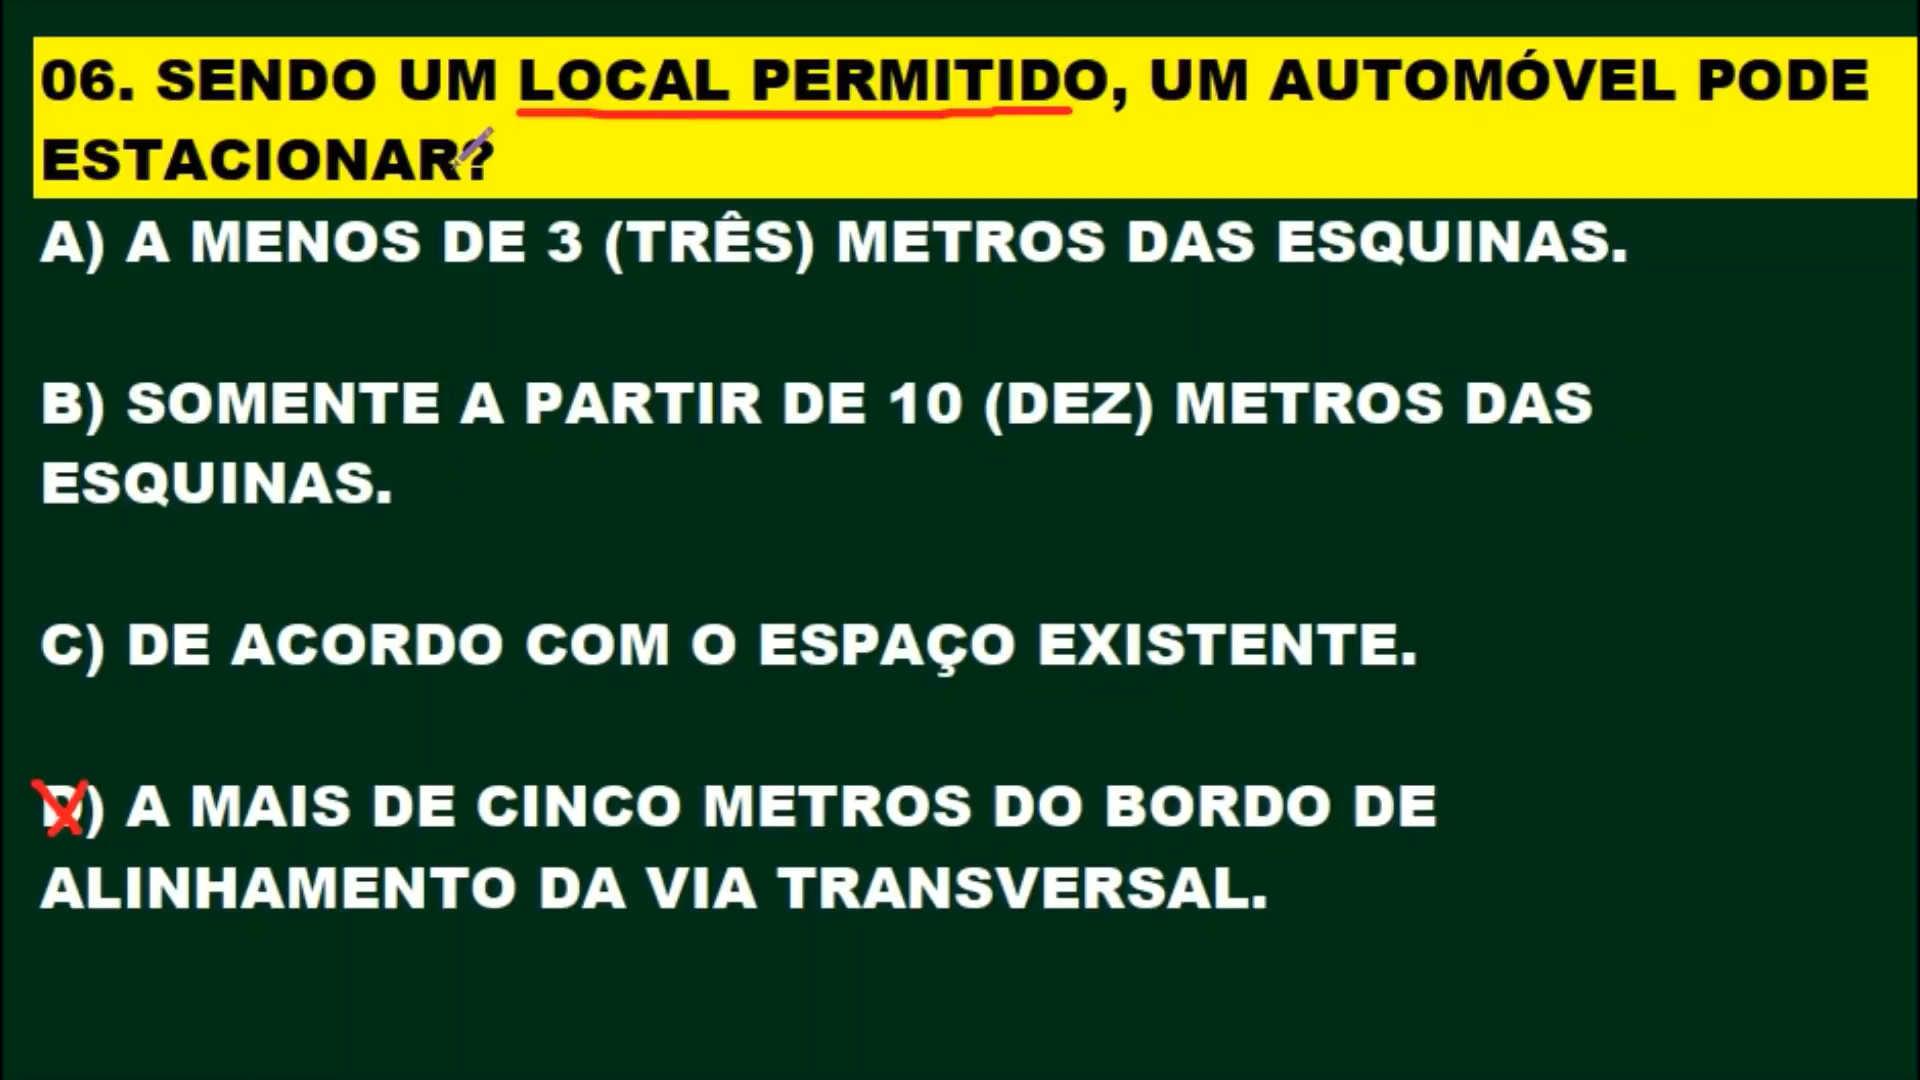 06. SENDO UM LOCAL PERMITIDO, UM AUTOMÓVEL PODE
ESTACIONAR?
A) A MENOS DE 3 (TRÊS) METROS DAS ESQUINAS.
B) SOMENTE A PARTIR DE 10 (DEZ) METROS DAS
ESQUINAS.
C) DE ACORDO COM O ESPAÇO EXISTENTE.
D) A MAIS DE CINCO METROS DO BORDO DE
ALINHAMENTO DA VIA TRANSVERSAL.